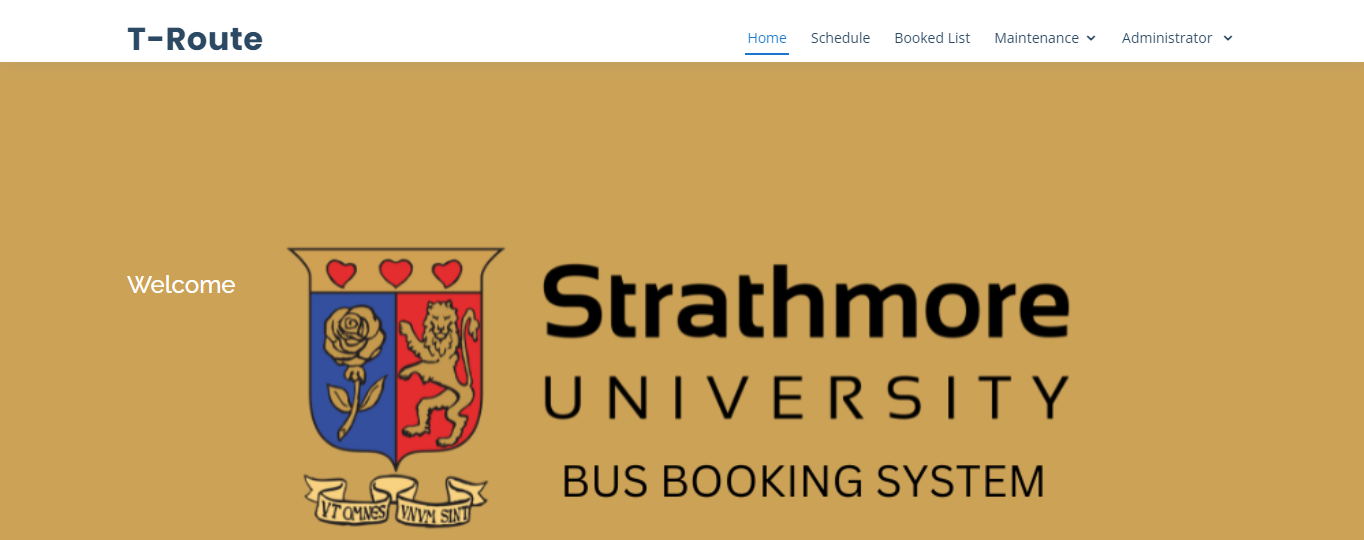 T-Route
Home Schedule Booked List Maintenance Administrator
Welcome
Strathmore
UNIVERSITY
BUS BOOKING SYSTEM
VT OMNES VNVM SINT